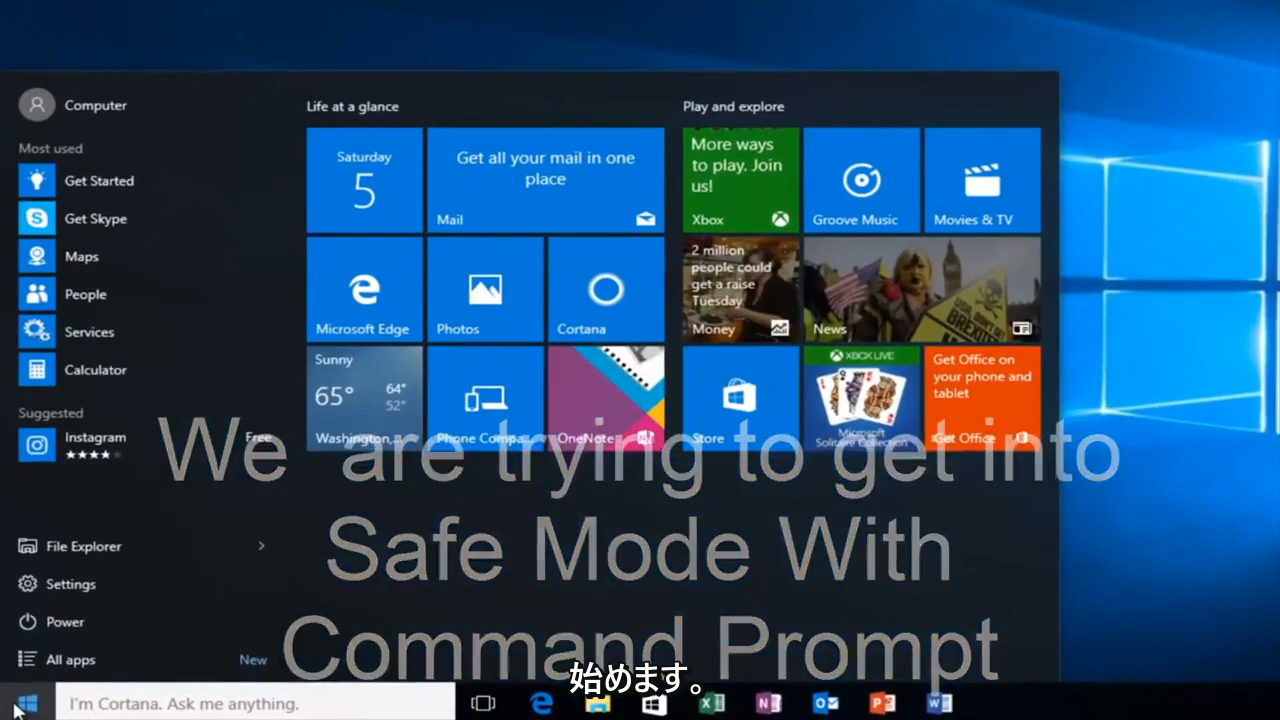 Computer
Most used
Get Started
Get Skype
Maps
People
Services
Calculator
Suggested
Instagram
Free
File Explorer
Settings
Power
All apps
New
Life at a glance
Saturday
5
Get all your mail in one
place
Mail
Microsoft Edge
Photos
Cortana
Sunny
65°
64°
52°
Washington,...
Phone Compa...
OneNote
Play and explore
More ways
to play. Join
us!
Xbox
Groove Music
Movies & TV
2 million
people could
get a raise
Tuesday
Money
News
Store
XBOX LIVE
Microsoft
Solitaire Collection
Get Office on
your phone and
tablet
Get Office
We are trying to get into
Safe Mode With
Command Prompt
始めます。
I'm Cortana. Ask me anything.